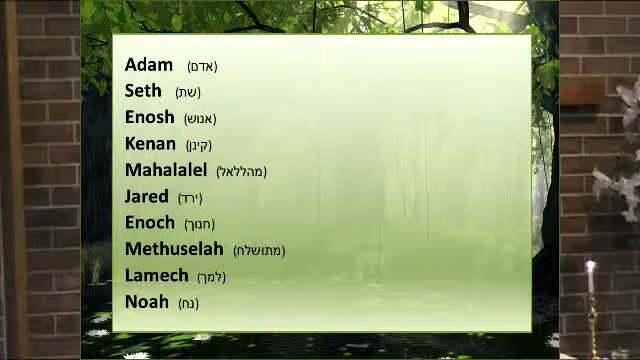 Adam (אדם)
Seth (שת)
Enosh (אנוש)
Kenan (קינן)
Mahalalel (מהללאל)
Jared (ירד)
Enoch (חנוך)
Methuselah (מתושלח)
Lamech (למך)
Noah (נח)